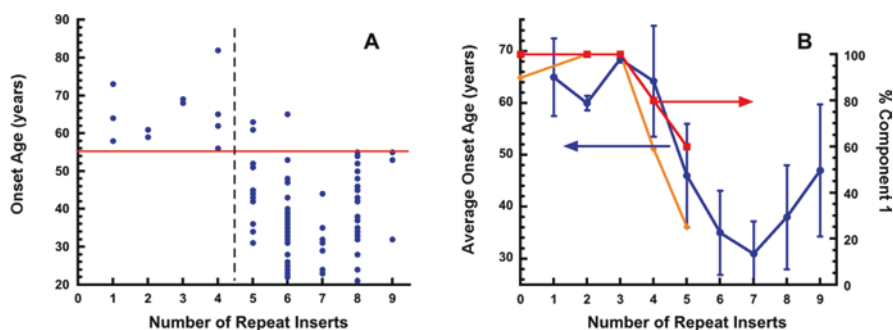 A
Onset Age (years)
90
80
70
60
50
40
30
20
0 1 2 3 4 5 6 7 8 9
Number of Repeat Inserts
B
Average Onset Age (years)
70
60
50
40
30
100
80
60
40
20
0
% Component 1
0 1 2 3 4 5 6 7 8 9
Number of Repeat Inserts